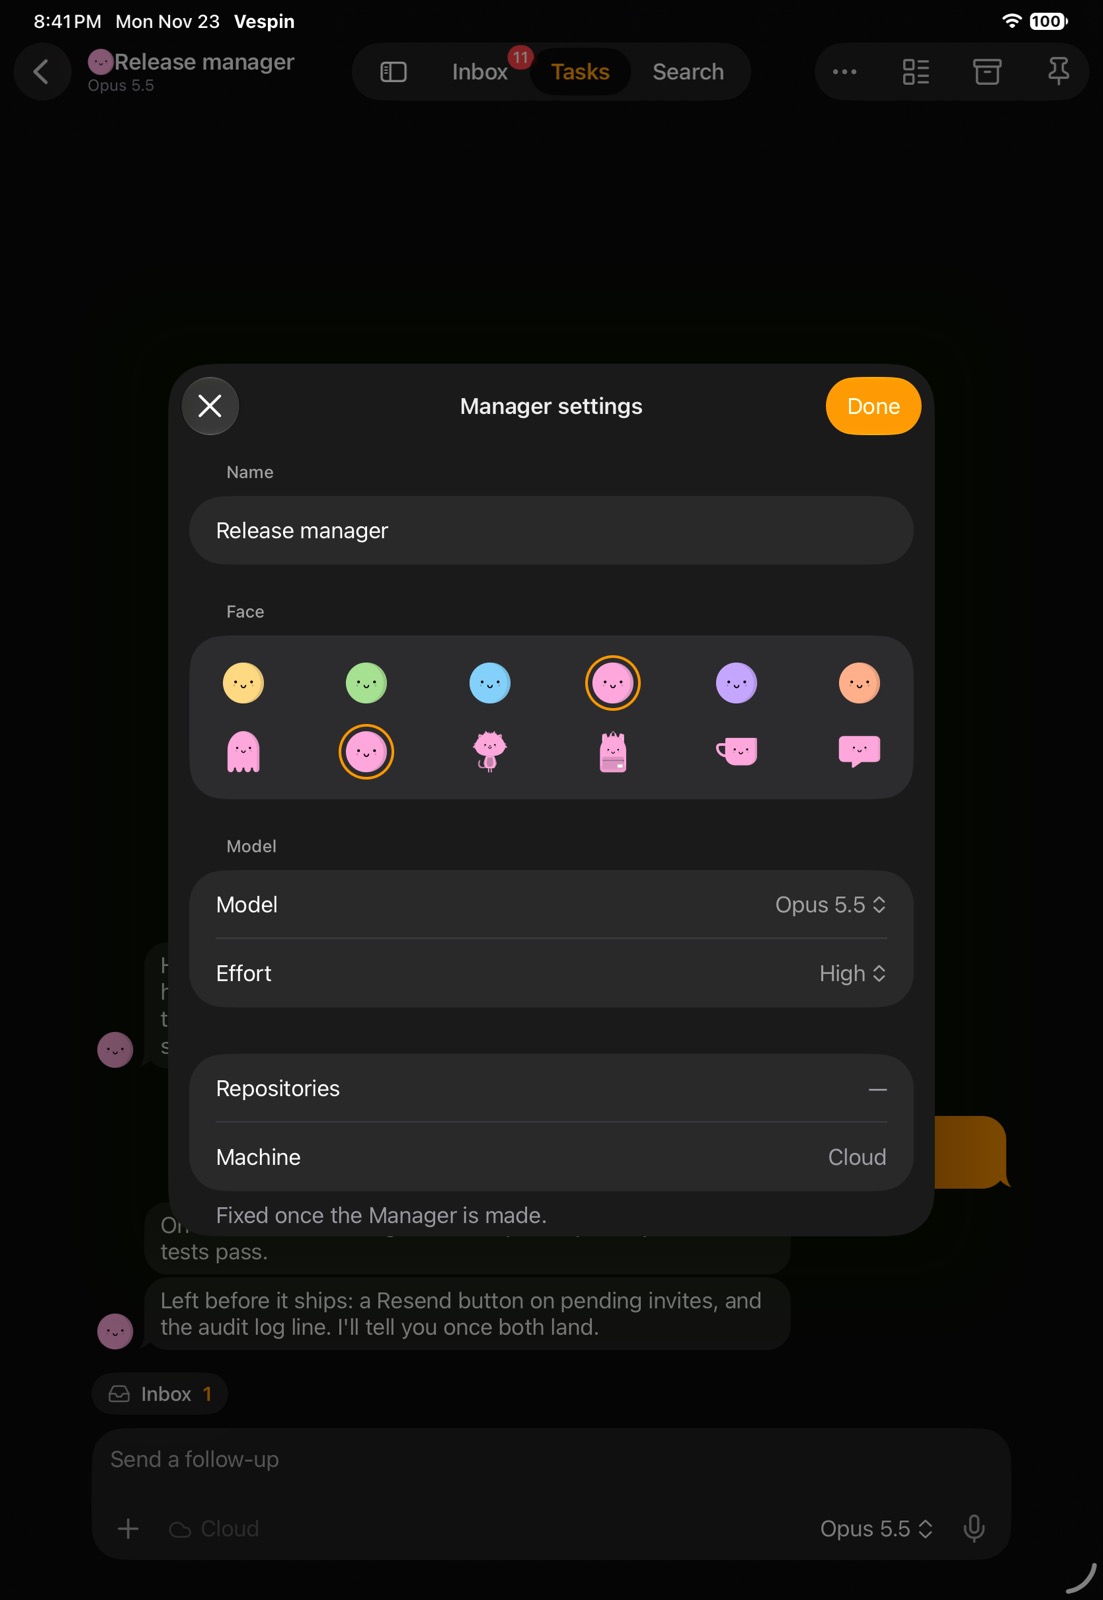 8:41 PM Mon Nov 23 Vespin
100
Release manager
Opus 5.5
Inbox
11
Tasks
Search
Manager settings
Done
Name
Release manager
Face
Model
Model
Opus 5.5
Effort
High
Repositories
—
Machine
Cloud
Fixed once the Manager is made.
tests pass.
Left before it ships: a Resend button on pending invites, and
the audit log line. I'll tell you once both land.
Inbox 1
Send a follow-up
Cloud
Opus 5.5